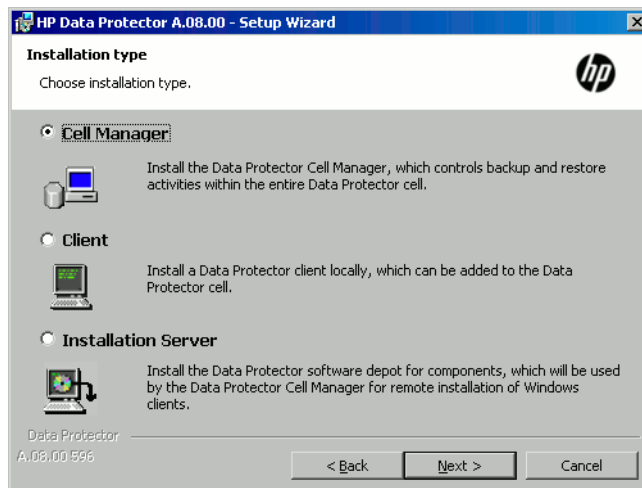 HP Data Protector A.08.00 - Setup Wizard
Installation type
Choose installation type.
hp
Cell Manager
Install the Data Protector Cell Manager, which controls backup and restore
activities within the entire Data Protector cell.
Client
Install a Data Protector client locally, which can be added to the Data
Protector cell.
Installation Server
Install the Data Protector software depot for components, which will be used
by the Data Protector Cell Manager for remote installation of Windows
clients.
Data Protector
A.08.00 596
< Back Next > Cancel